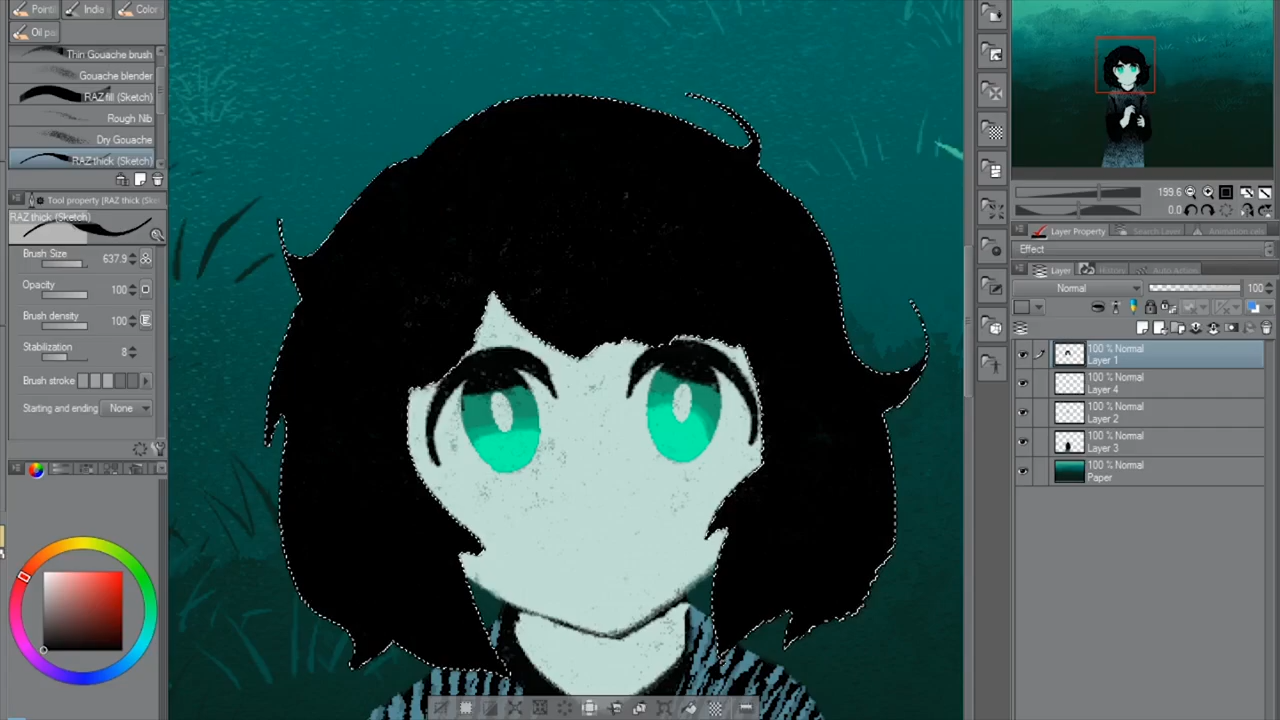 Pointi
India
Color
Oil pa
Thin Gouache brush
Gouache blender
RAZ fill (Sketch)
Rough Nib
Dry Gouache
RAZ thick (Sketch)
Tool property [RAZ thick (Ske
RAZ thick (Sketch)
Brush Size 637.9
Opacity 100
Brush density 100
Stabilization 8
Brush stroke
Starting and ending None
199.6
0.0
Layer Property
Search Layer
Animation cels
Effect
Layer
History
Auto Action
Normal 100
100 % Normal
Layer 1
100 % Normal
Layer 4
100 % Normal
Layer 2
100 % Normal
Layer 3
100 % Normal
Paper